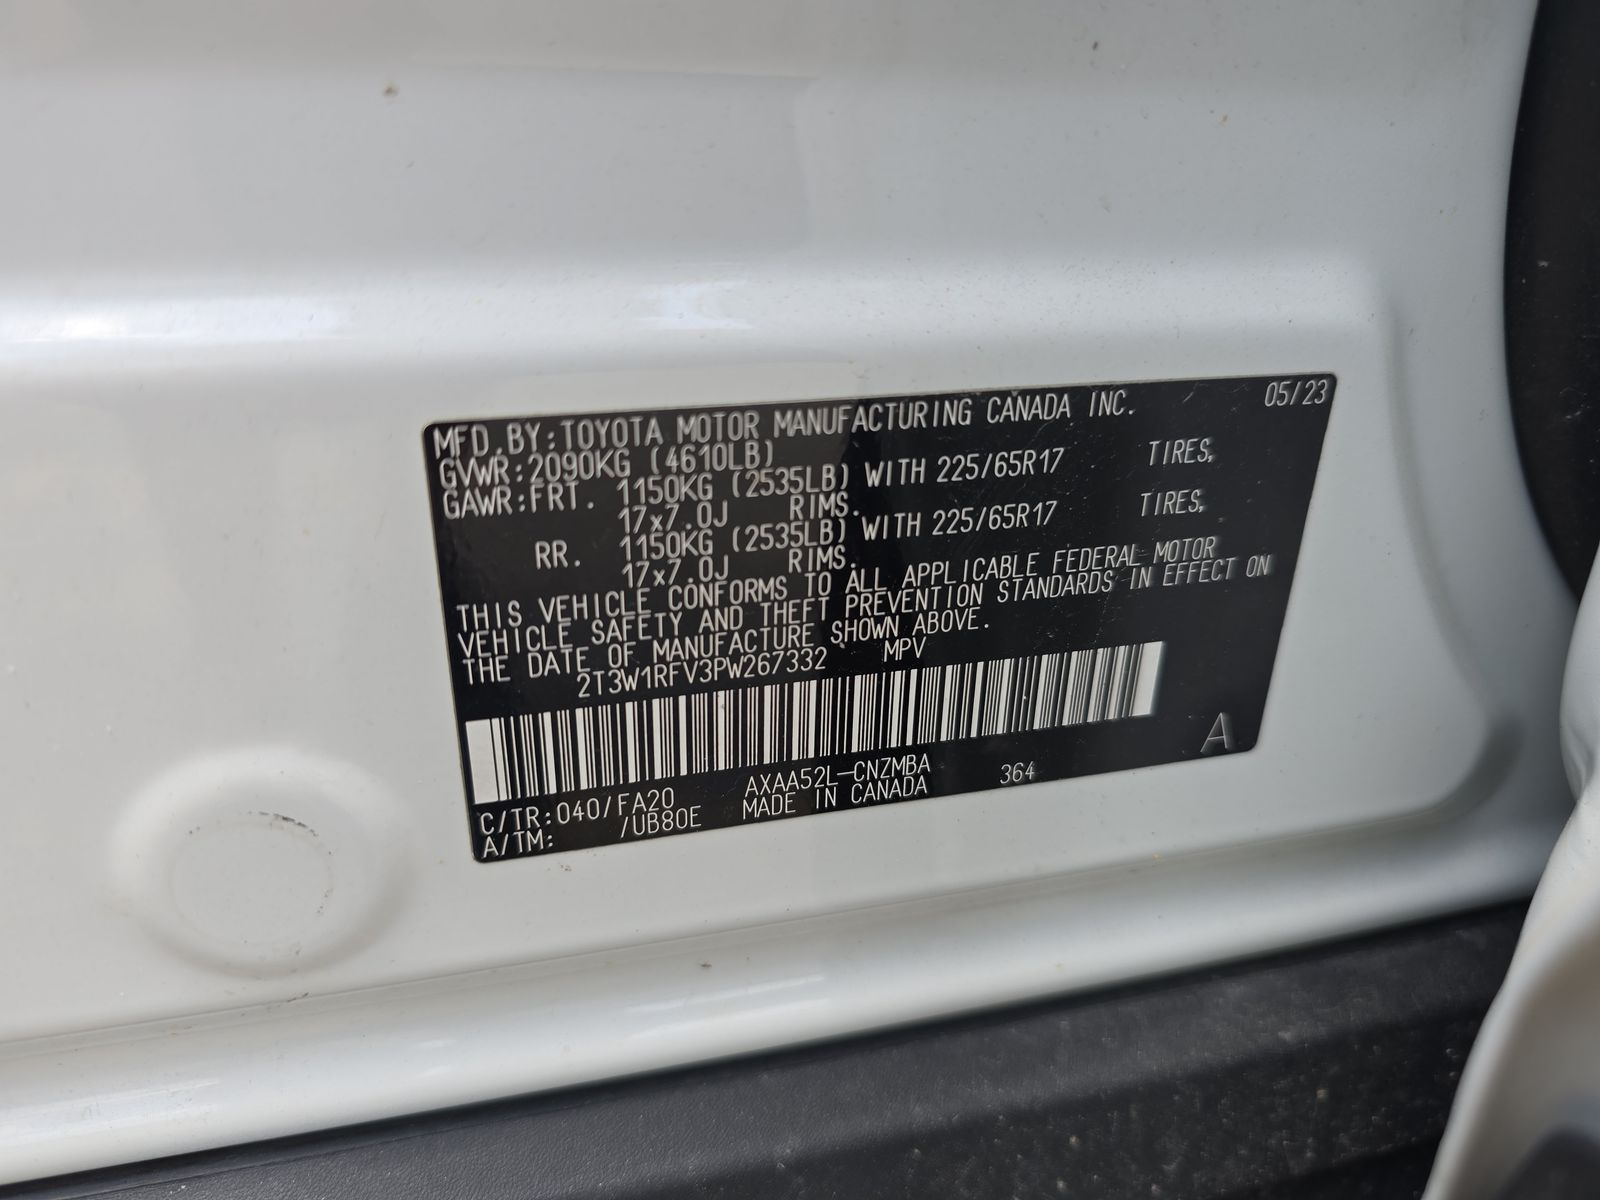 05/23
MFD.BY:TOYOTA MOTOR MANUFACTURING CANADA INC.
GVWR:2090KG (4610LB)
GAWR:FRT. 1150KG (2535LB) WITH 225/65R17 TIRES,
17x7.0J RIMS.
RR. 1150KG (2535LB) WITH 225/65R17 TIRES,
17x7.0J RIMS.
THIS VEHICLE CONFORMS TO ALL APPLICABLE FEDERAL MOTOR
VEHICLE SAFETY AND THEFT PREVENTION STANDARDS IN EFFECT ON
THE DATE OF MANUFACTURE SHOWN ABOVE.
2T3W1RFV3PW267332 MPV
A
C/TR:040/FA20 AXAA52L-CNZMBA 364
A/TM: /UB80E MADE IN CANADA